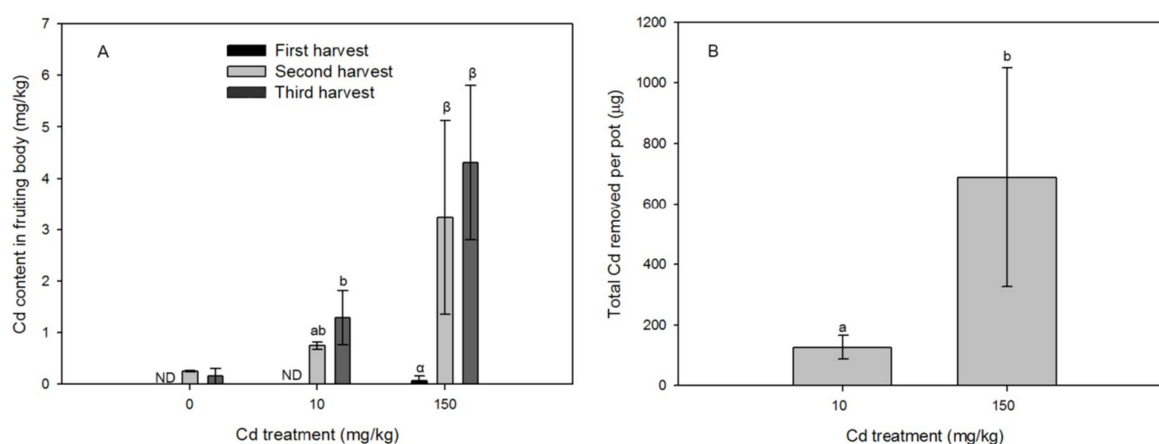 A
First harvest
Second harvest
Third harvest
Cd content in fruiting body (mg/kg)
7
6
5
4
3
2
1
0
ND
ND
ab
b
α
β
β
0
10
150
Cd treatment (mg/kg)
B
Total Cd removed per pot (µg)
1200
1000
800
600
400
200
0
a
b
10
150
Cd treatment (mg/kg)